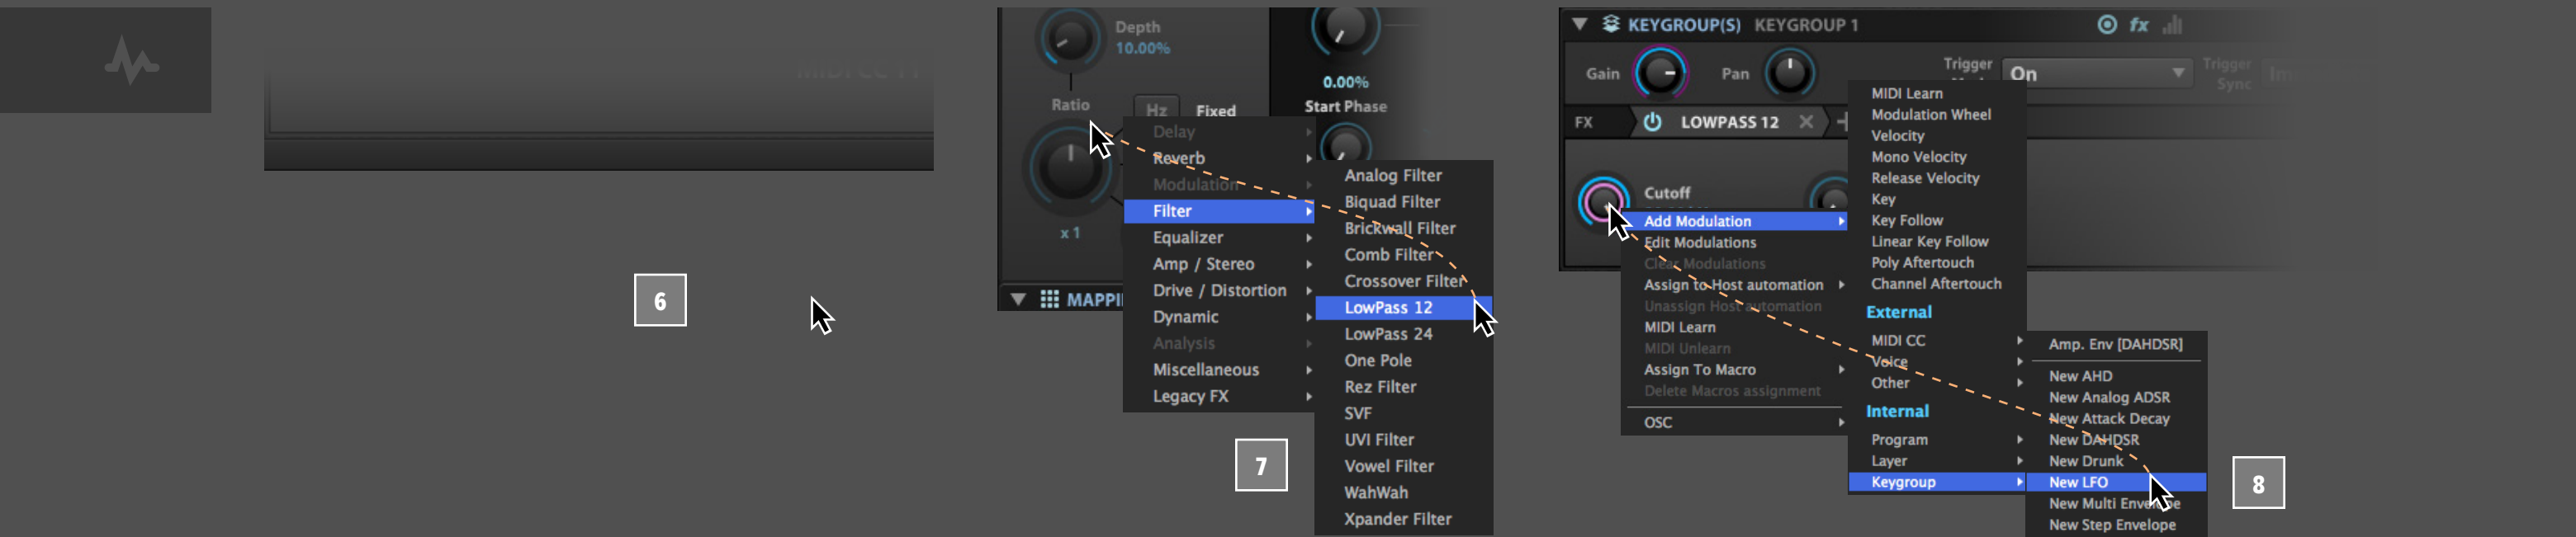 6
Depth
10.00%
Ratio
Hz
Fixed
x 1
0.00%
Start Phase
MAPPI
Delay
Reverb
Modulation
Filter
Equalizer
Amp / Stereo
Drive / Distortion
Dynamic
Analysis
Miscellaneous
Legacy FX
Analog Filter
Biquad Filter
Brickwall Filter
Comb Filter
Crossover Filter
LowPass 12
LowPass 24
One Pole
Rez Filter
SVF
UVI Filter
Vowel Filter
WahWah
Xpander Filter
7
KEYGROUP(S) KEYGROUP 1
fx
Gain
Pan
Trigger
On
Trigger
Sync
FX
LOWPASS 12
Cutoff
Add Modulation
Edit Modulations
Clear Modulations
Assign to Host automation
Unassign Host automation
MIDI Learn
MIDI Unlearn
Assign To Macro
Delete Macros assignment
OSC
MIDI Learn
Modulation Wheel
Velocity
Mono Velocity
Release Velocity
Key
Key Follow
Linear Key Follow
Poly Aftertouch
Channel Aftertouch
External
MIDI CC
Voice
Other
Internal
Program
Layer
Keygroup
Amp. Env [DAHDSR]
New AHD
New Analog ADSR
New Attack Decay
New DAHDSR
New Drunk
New LFO
New Multi Envelope
New Step Envelope
8